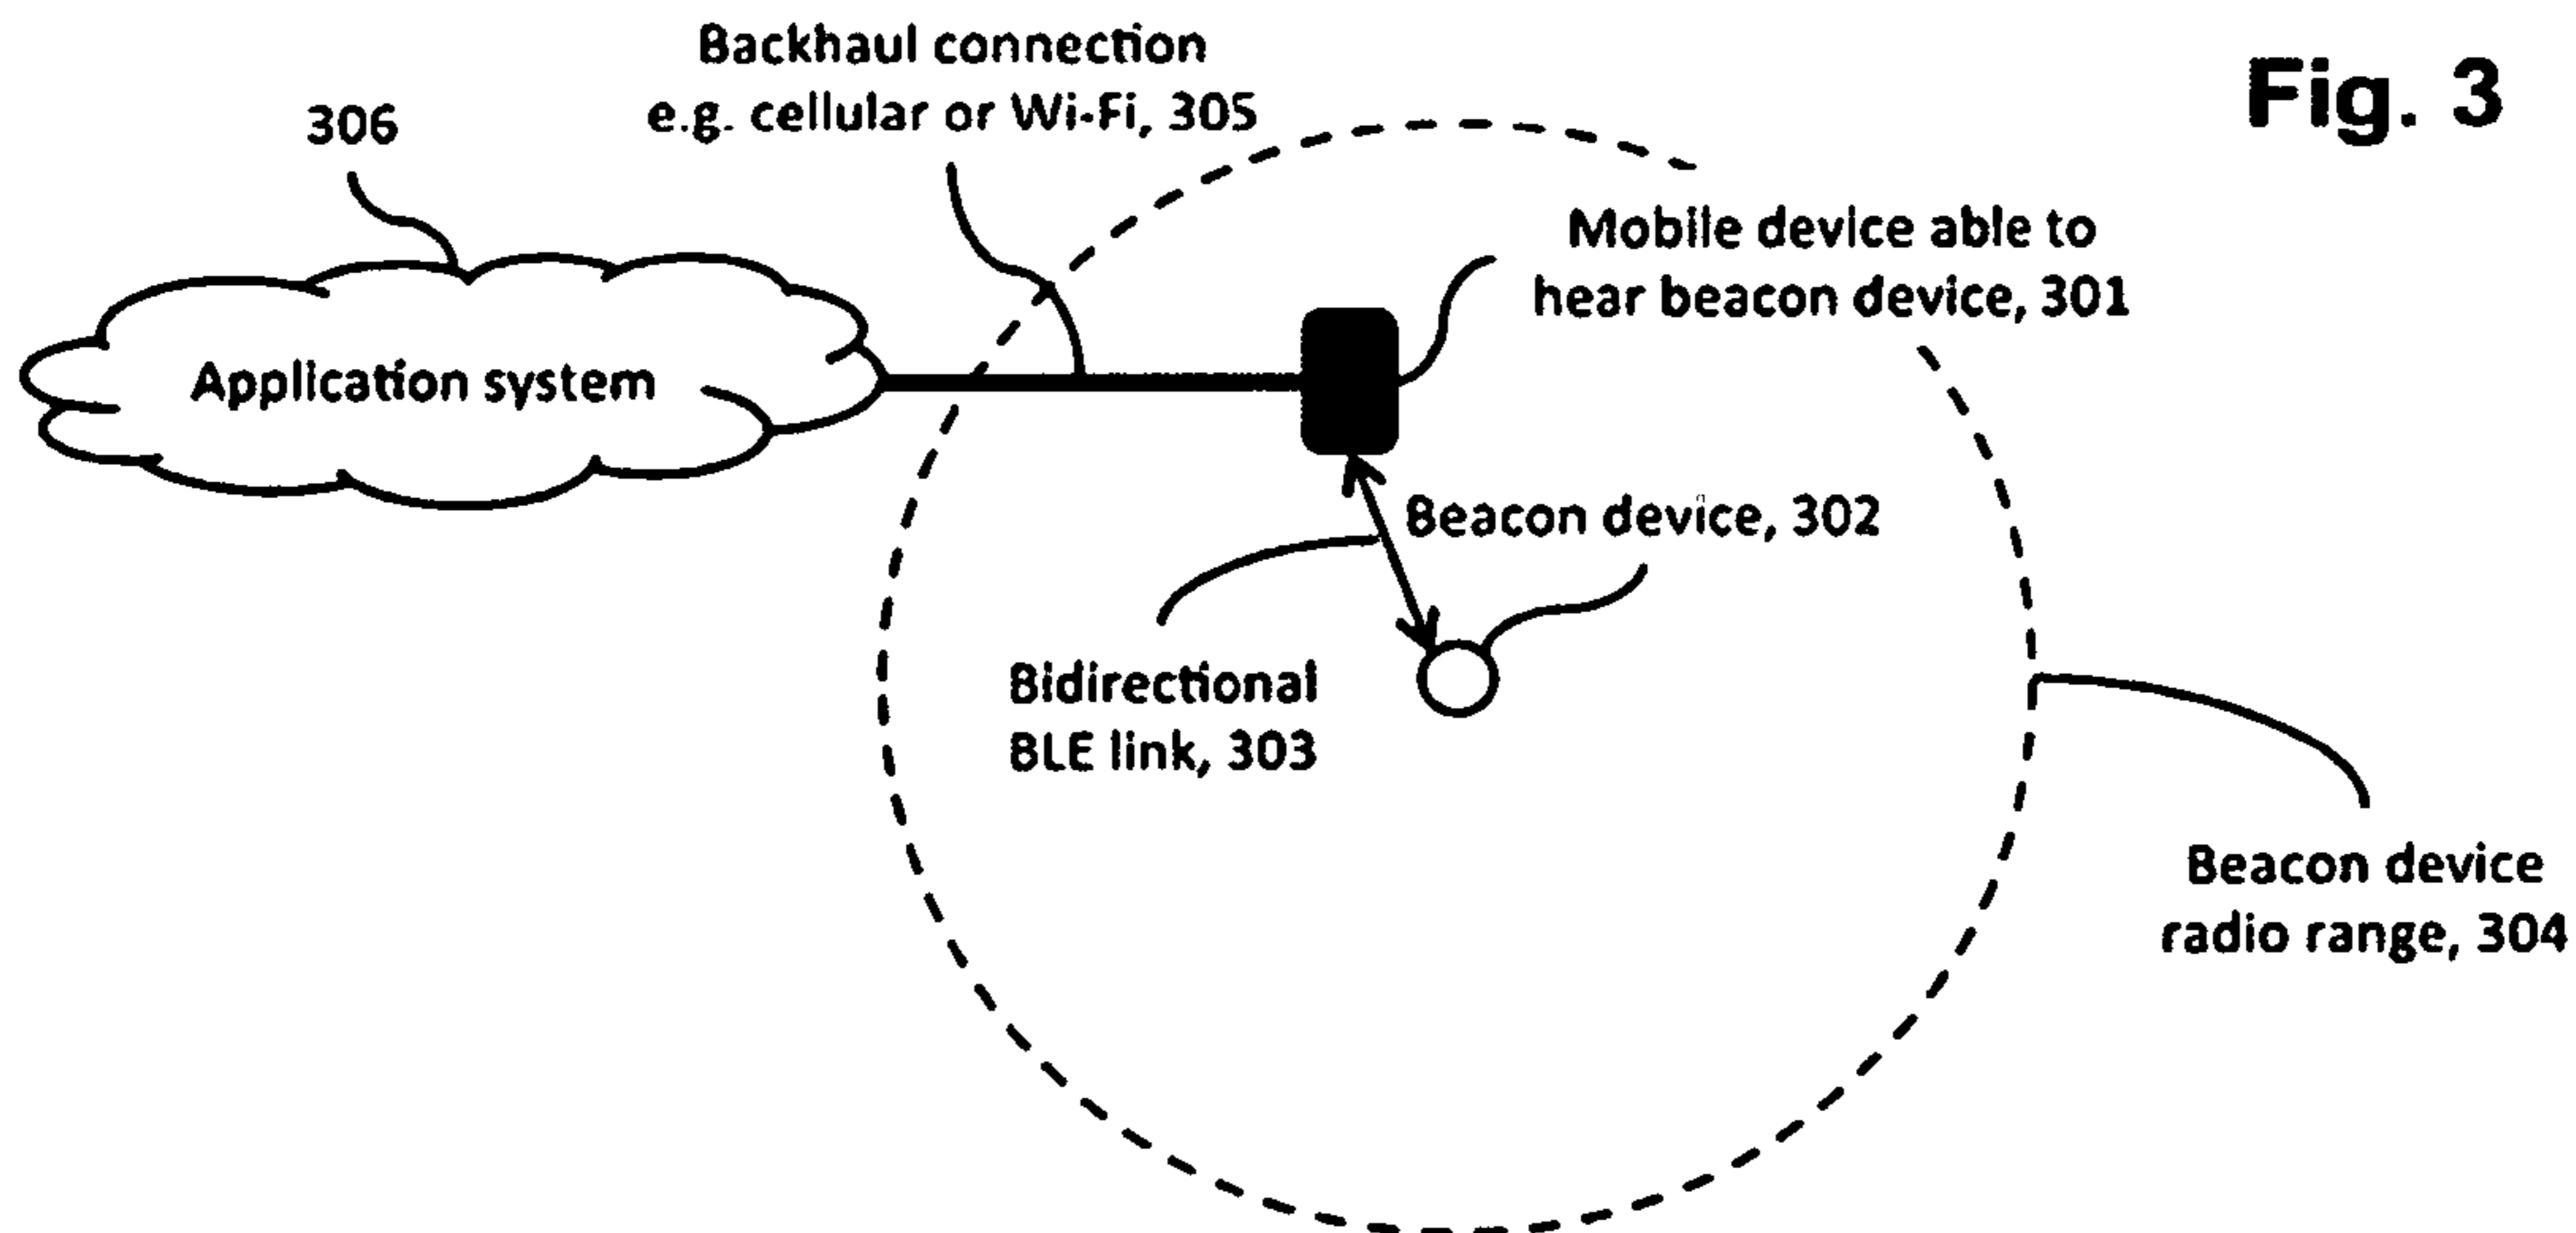 Fig. 3
Backhaul connection
e.g. cellular or Wi-Fi, 305
306
Mobile device able to
hear beacon device, 301
Application system
Beacon device, 302
Bidirectional
BLE link, 303
Beacon device
radio range, 304